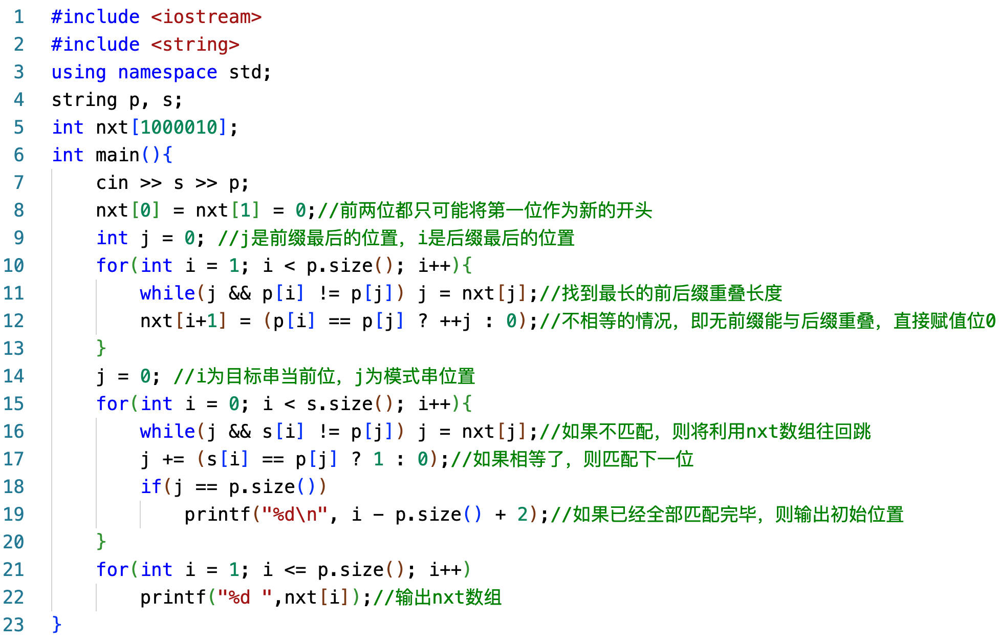 1 #include <iostream>
2 #include <string>
3 using namespace std;
4 string p, s;
5 int nxt[1000010];
6 int main(){
7     cin >> s >> p;
8     nxt[0] = nxt[1] = 0;//前两位都只可能将第一位作为新的开头
9     int j = 0; //j是前缀最后的位置，i是后缀最后的位置
10     for(int i = 1; i < p.size(); i++){
11         while(j && p[i] != p[j]) j = nxt[j];//找到最长的前后缀重叠长度
12         nxt[i+1] = (p[i] == p[j] ? ++j : 0);//不相等的情况，即无前缀能与后缀重叠，直接赋值位0
13     }
14     j = 0; //i为目标串当前位，j为模式串位置
15     for(int i = 0; i < s.size(); i++){
16         while(j && s[i] != p[j]) j = nxt[j];//如果不匹配，则将利用nxt数组往回跳
17         j += (s[i] == p[j] ? 1 : 0);//如果相等了，则匹配下一位
18         if(j == p.size())
19             printf("%d\n", i - p.size() + 2);//如果已经全部匹配完毕，则输出初始位置
20     }
21     for(int i = 1; i <= p.size(); i++)
22         printf("%d ",nxt[i]);//输出nxt数组
23 }